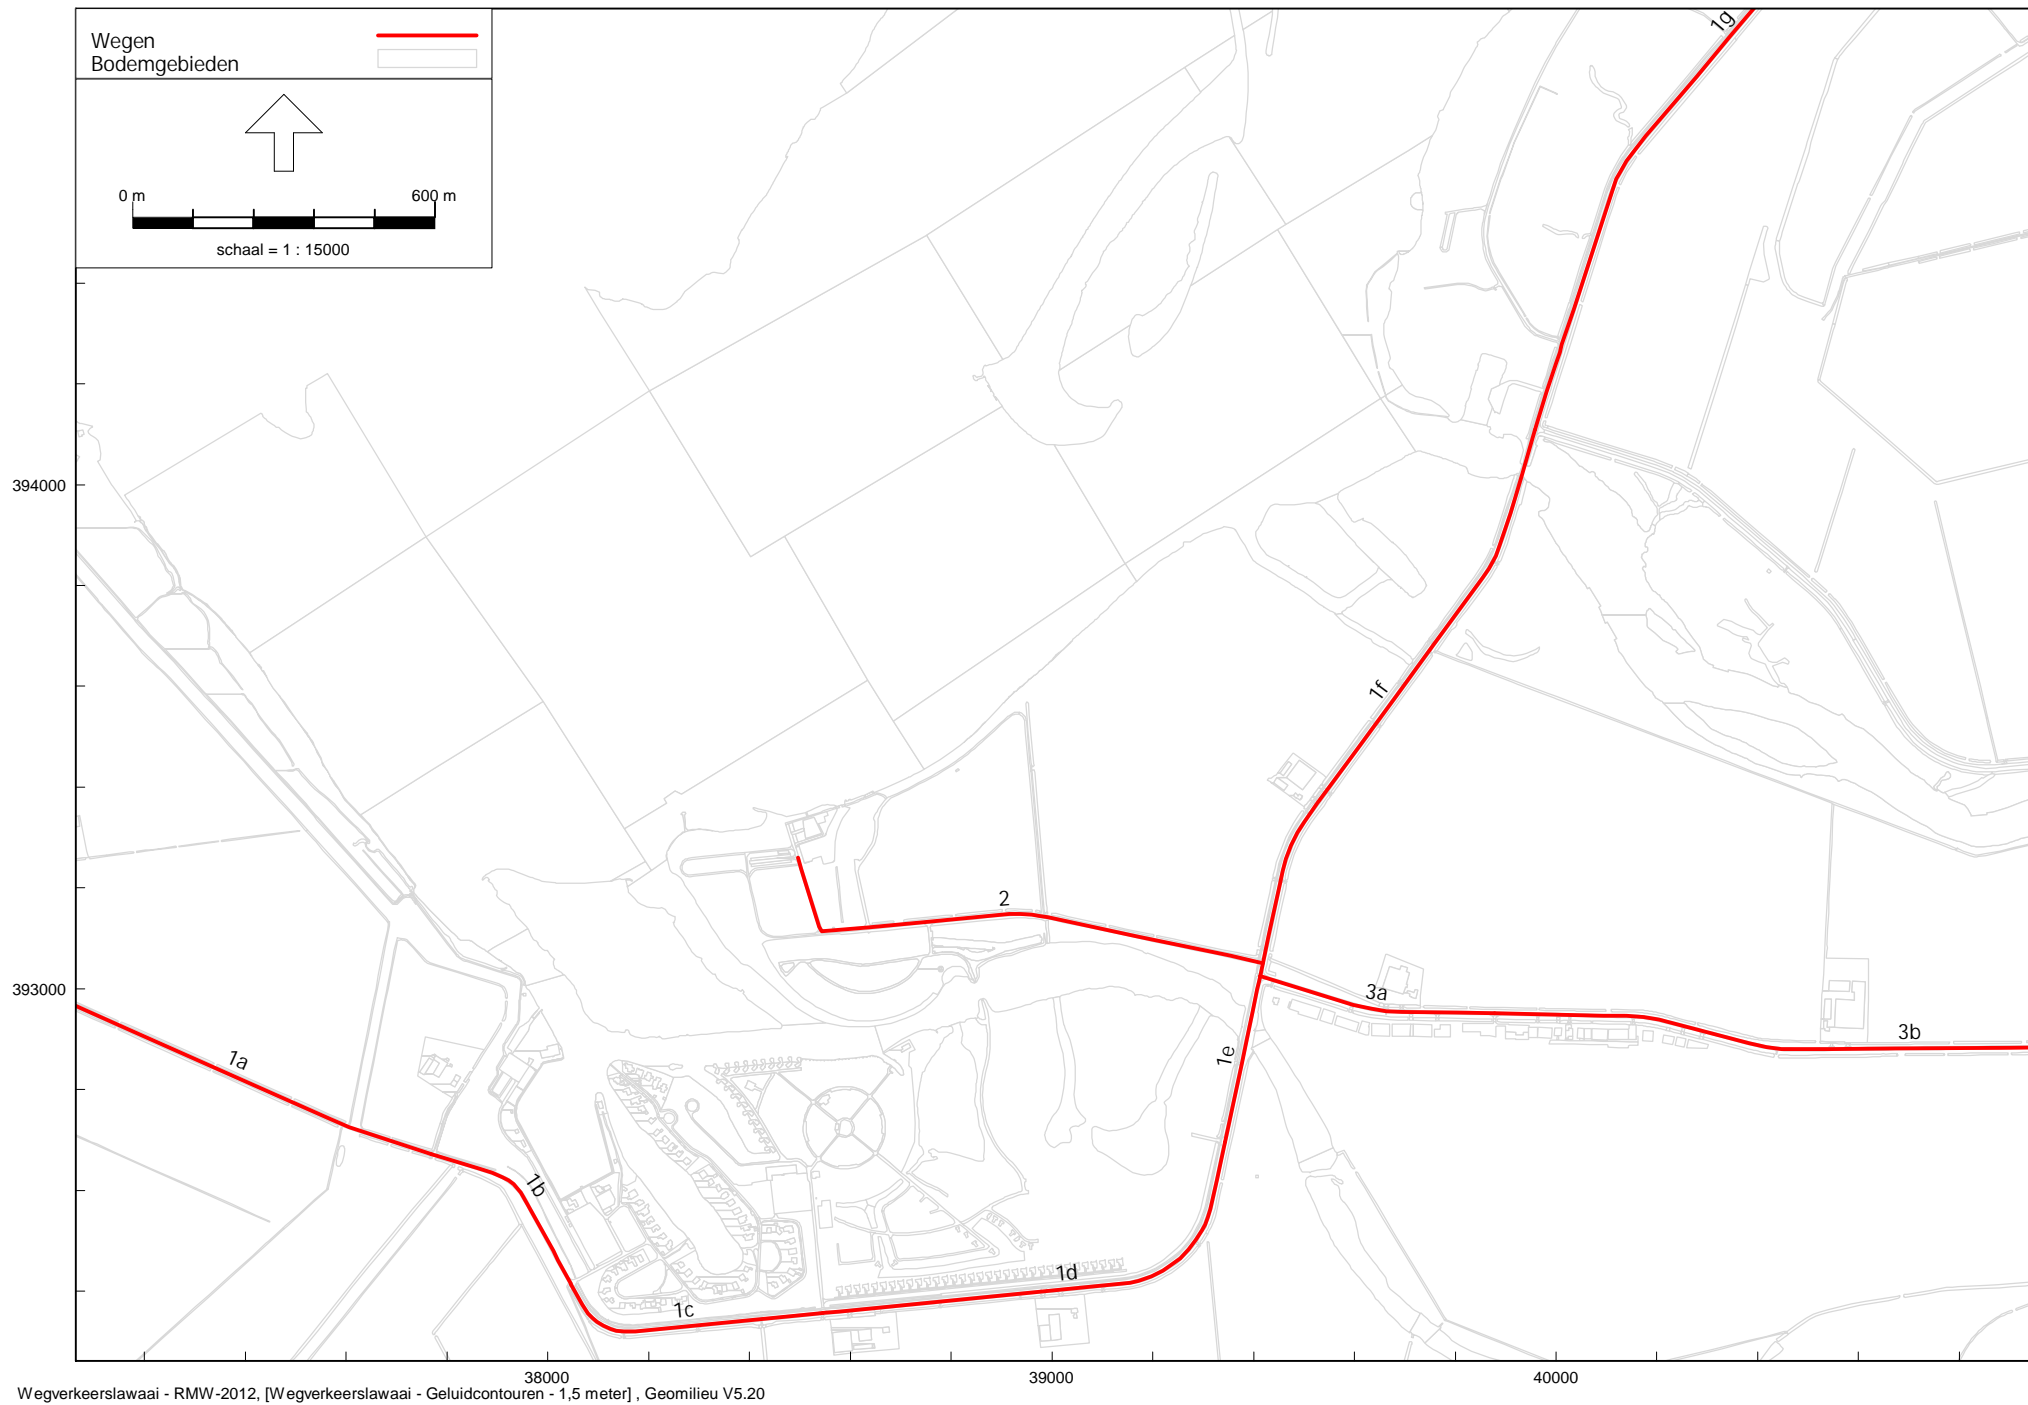 Wegen
Bodemgebieden
0 m 600 m
schaal = 1 : 15000
1g
394000
1f
2
393000
3a
3b
1a
1e
1b
1d
1c
38000 39000 40000
Wegverkeerslawaai - RMW-2012, [Wegverkeerslawaai - Geluidcontouren - 1,5 meter] , Geomilieu V5.20